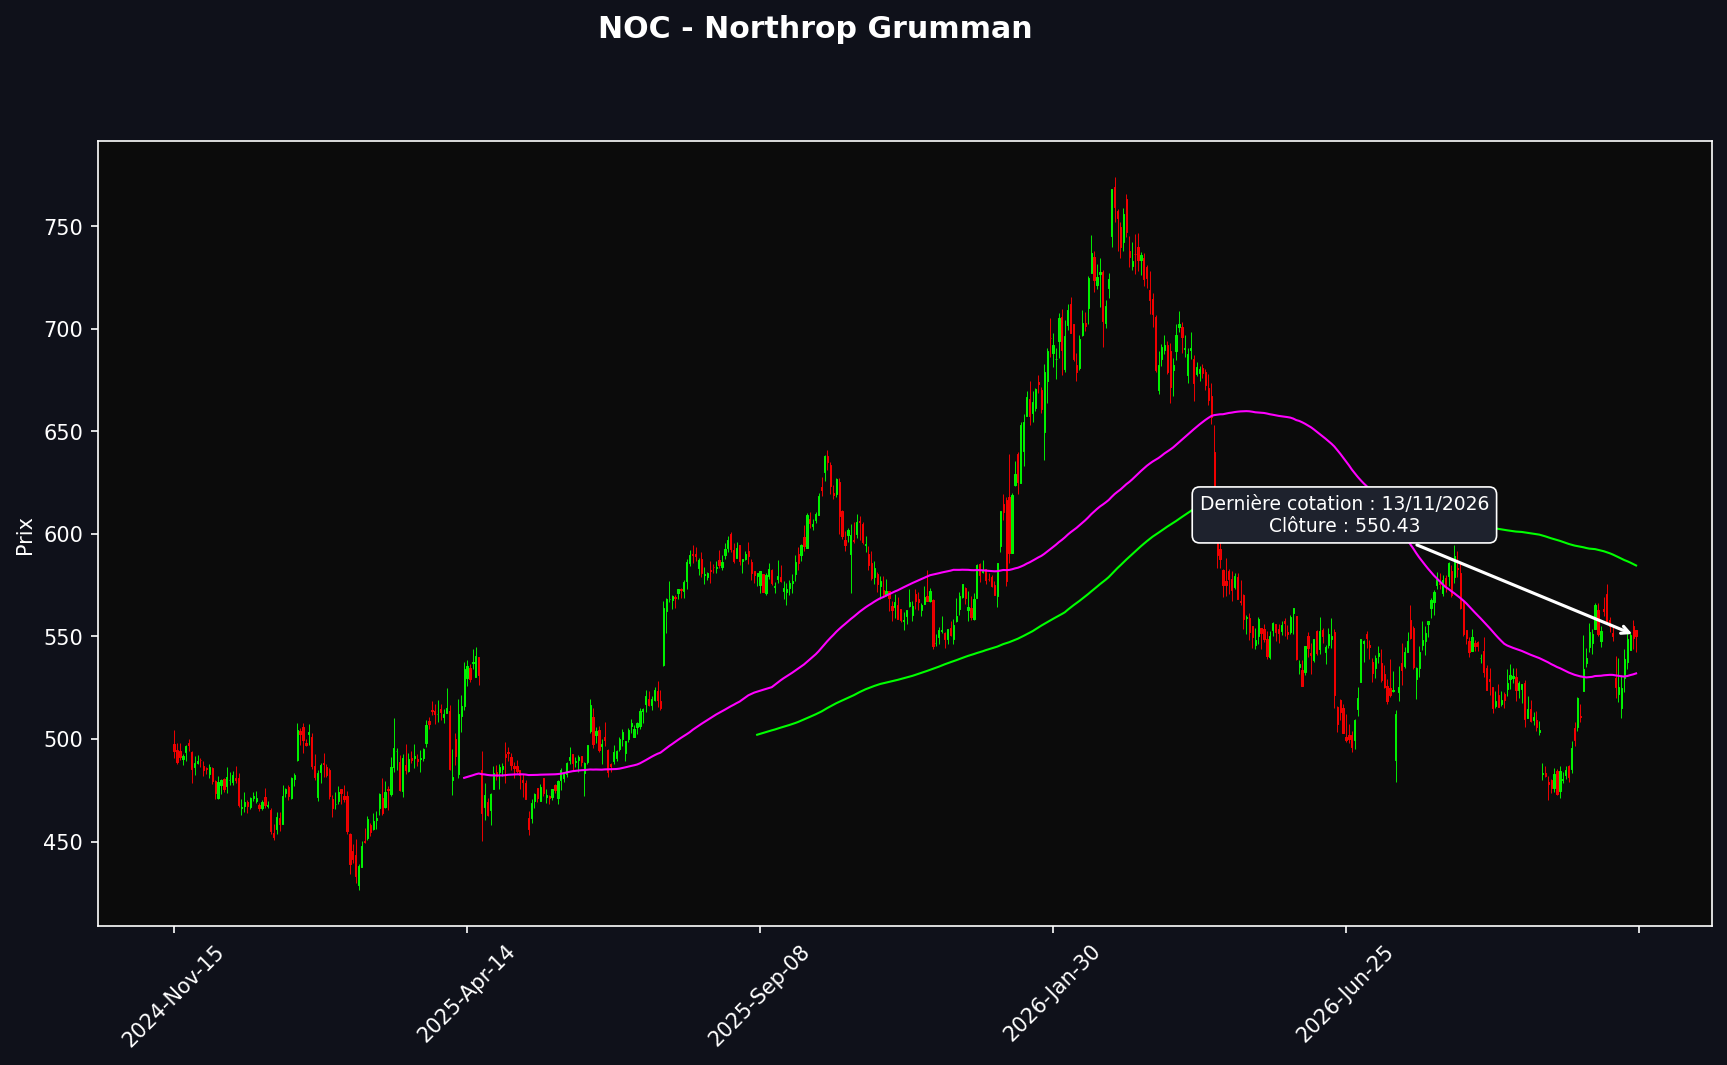 NOC - Northrop Grumman
Prix
750
700
650
600
550
500
450
Dernière cotation : 13/11/2026
Clôture : 550.43
2024-Nov-15
2025-Apr-14
2025-Sep-08
2026-Jan-30
2026-Jun-25